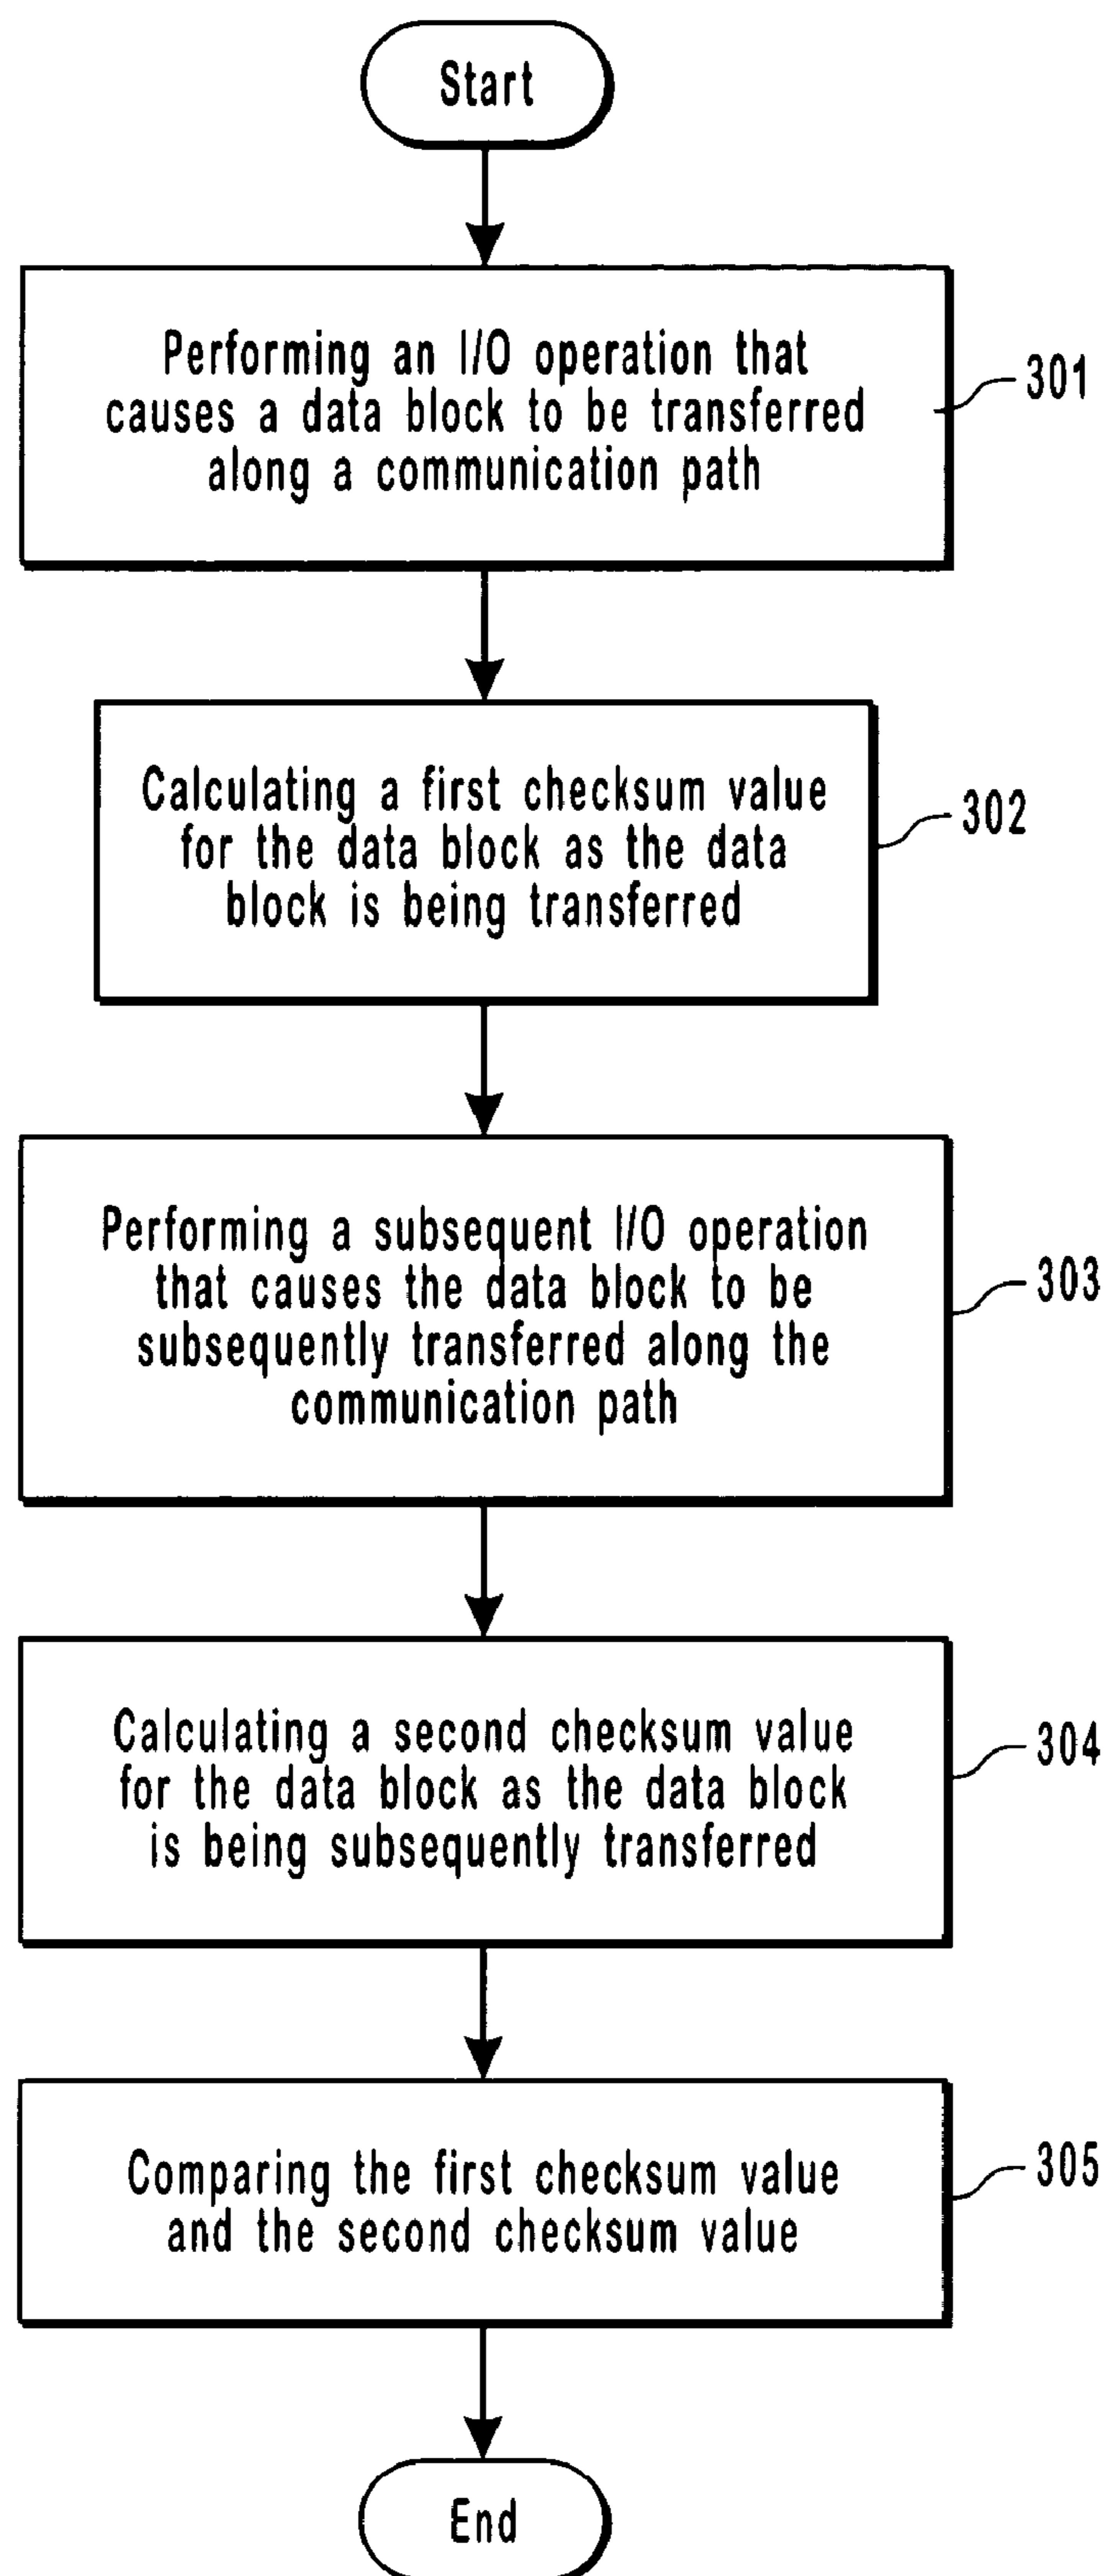 Start
Performing an I/O operation that
causes a data block to be transferred
along a communication path
301
Calculating a first checksum value
for the data block as the data
block is being transferred
302
Performing a subsequent I/O operation
that causes the data block to be
subsequently transferred along the
communication path
303
Calculating a second checksum value
for the data block as the data block
is being subsequently transferred
304
Comparing the first checksum value
and the second checksum value
305
End